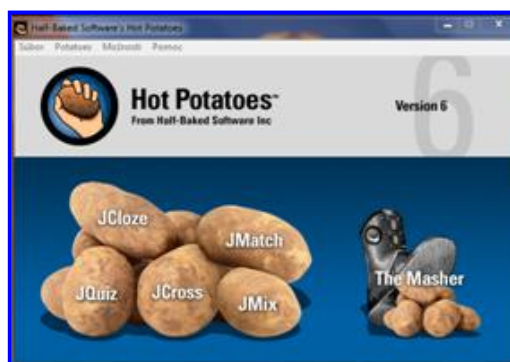 Half-Baked Software's Hot Potatoes
Súbor Potatoes Možnosti Pomoc
Hot Potatoes™
From Half-Baked Software Inc
Version 6
6
JCloze
JMatch
The Masher
JQuiz
JCross
JMix